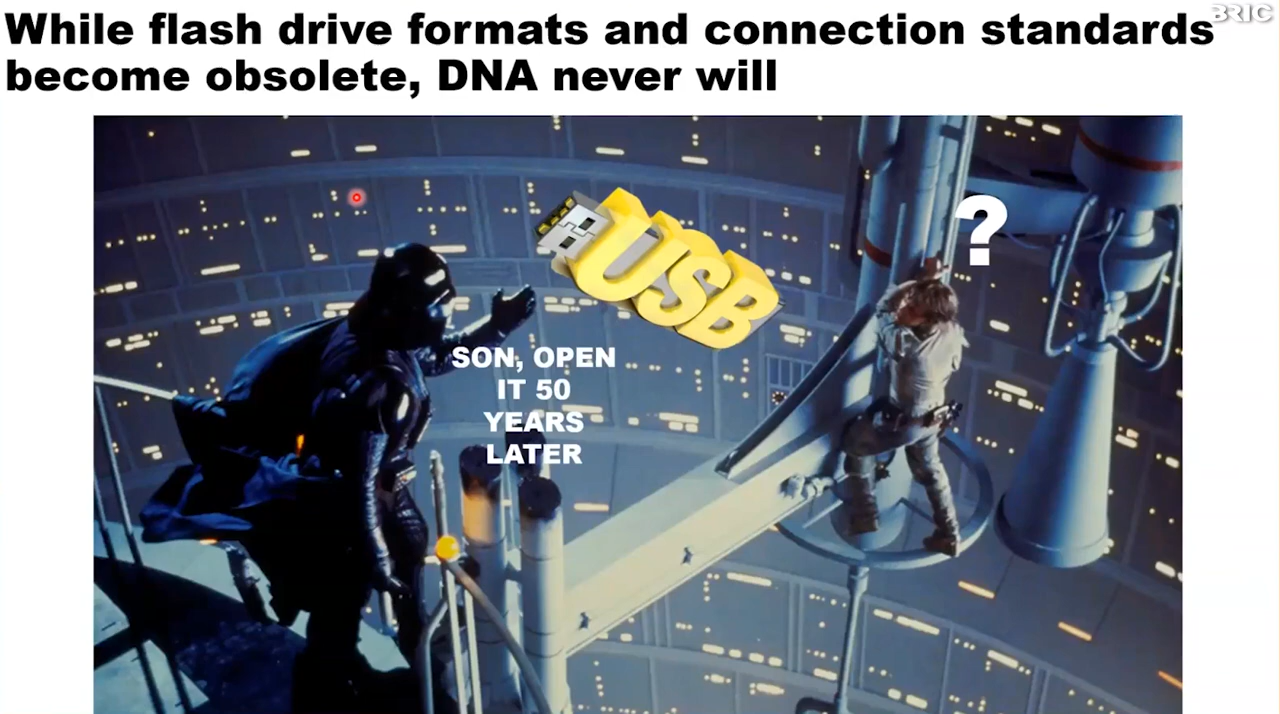 BRIC
While flash drive formats and connection standards
become obsolete, DNA never will
USB
?
SON, OPEN
IT 50
YEARS
LATER